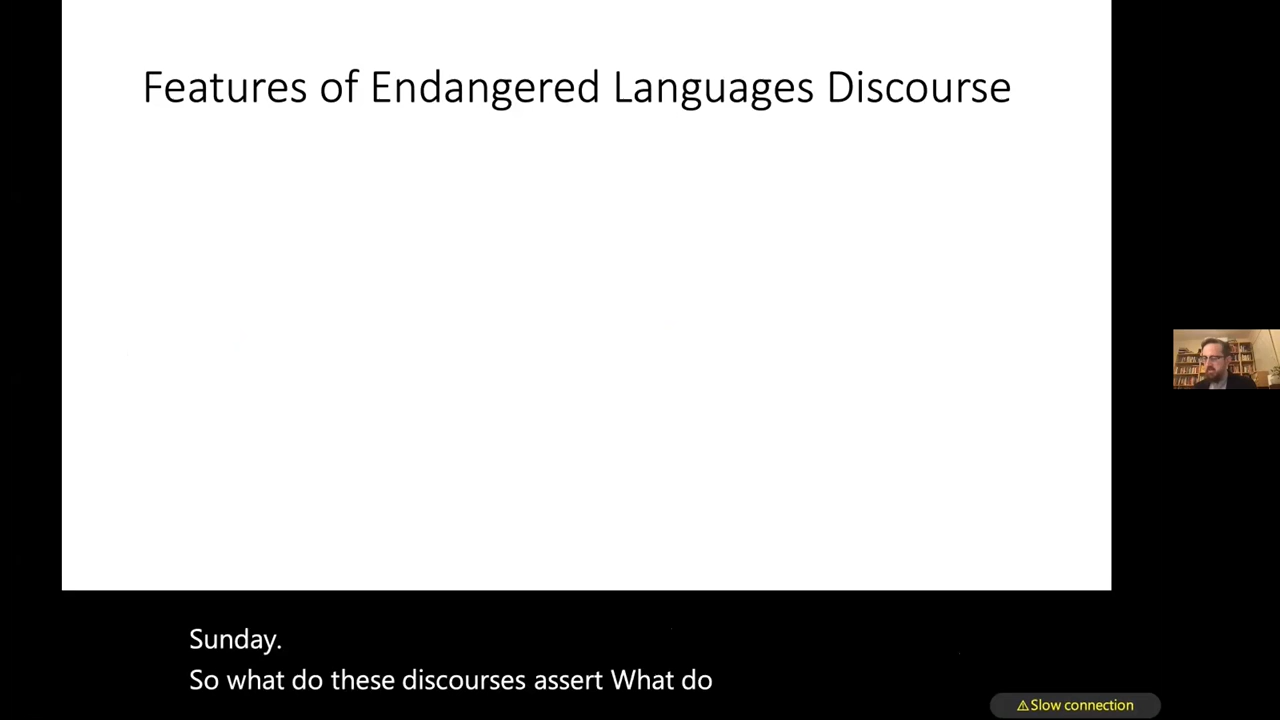 Features of Endangered Languages Discourse
Sunday.
So what do these discourses assert What do
⚠Slow connection